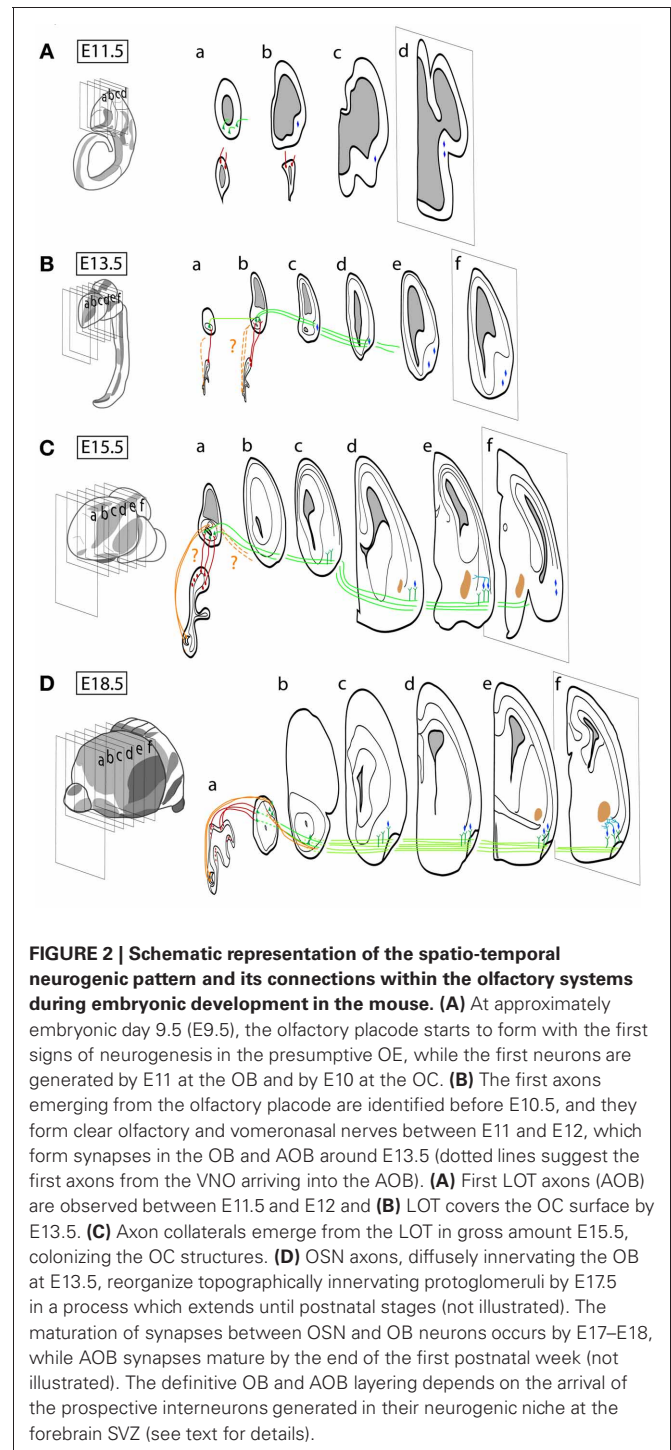 A E11.5 a b c d
abcd
B E13.5 a b c d e f
abcdef
?
C E15.5 a b c d e f
abcdef
? ?
D E18.5 b c d e f
abcdef
a
FIGURE 2 | Schematic representation of the spatio-temporal
neurogenic pattern and its connections within the olfactory systems
during embryonic development in the mouse. (A) At approximately
embryonic day 9.5 (E9.5), the olfactory placode starts to form with the first
signs of neurogenesis in the presumptive OE, while the first neurons are
generated by E11 at the OB and by E10 at the OC. (B) The first axons
emerging from the olfactory placode are identified before E10.5, and they
form clear olfactory and vomeronasal nerves between E11 and E12, which
form synapses in the OB and AOB around E13.5 (dotted lines suggest the
first axons from the VNO arriving into the AOB). (A) First LOT axons (AOB)
are observed between E11.5 and E12 and (B) LOT covers the OC surface by
E13.5. (C) Axon collaterals emerge from the LOT in gross amount E15.5,
colonizing the OC structures. (D) OSN axons, diffusely innervating the OB
at E13.5, reorganize topographically innervating protoglomeruli by E17.5
in a process which extends until postnatal stages (not illustrated). The
maturation of synapses between OSN and OB neurons occurs by E17–E18,
while AOB synapses mature by the end of the first postnatal week (not
illustrated). The definitive OB and AOB layering depends on the arrival of
the prospective interneurons generated in their neurogenic niche at the
forebrain SVZ (see text for details).